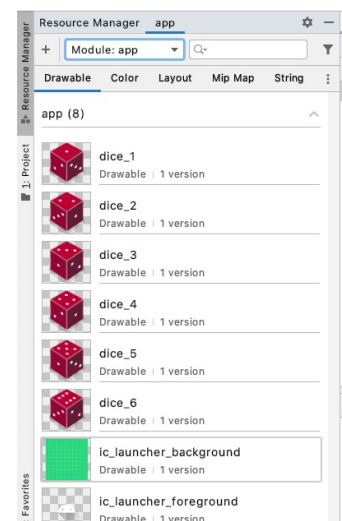 Resource Manager app
+ Module: app
Drawable Color Layout Mip Map String
app (8)
dice_1
Drawable | 1 version
dice_2
Drawable | 1 version
dice_3
Drawable | 1 version
dice_4
Drawable | 1 version
dice_5
Drawable | 1 version
dice_6
Drawable | 1 version
ic_launcher_background
Drawable | 1 version
ic_launcher_foreground
Drawable | 1 version
Resource Manager
1: Project
Favorites